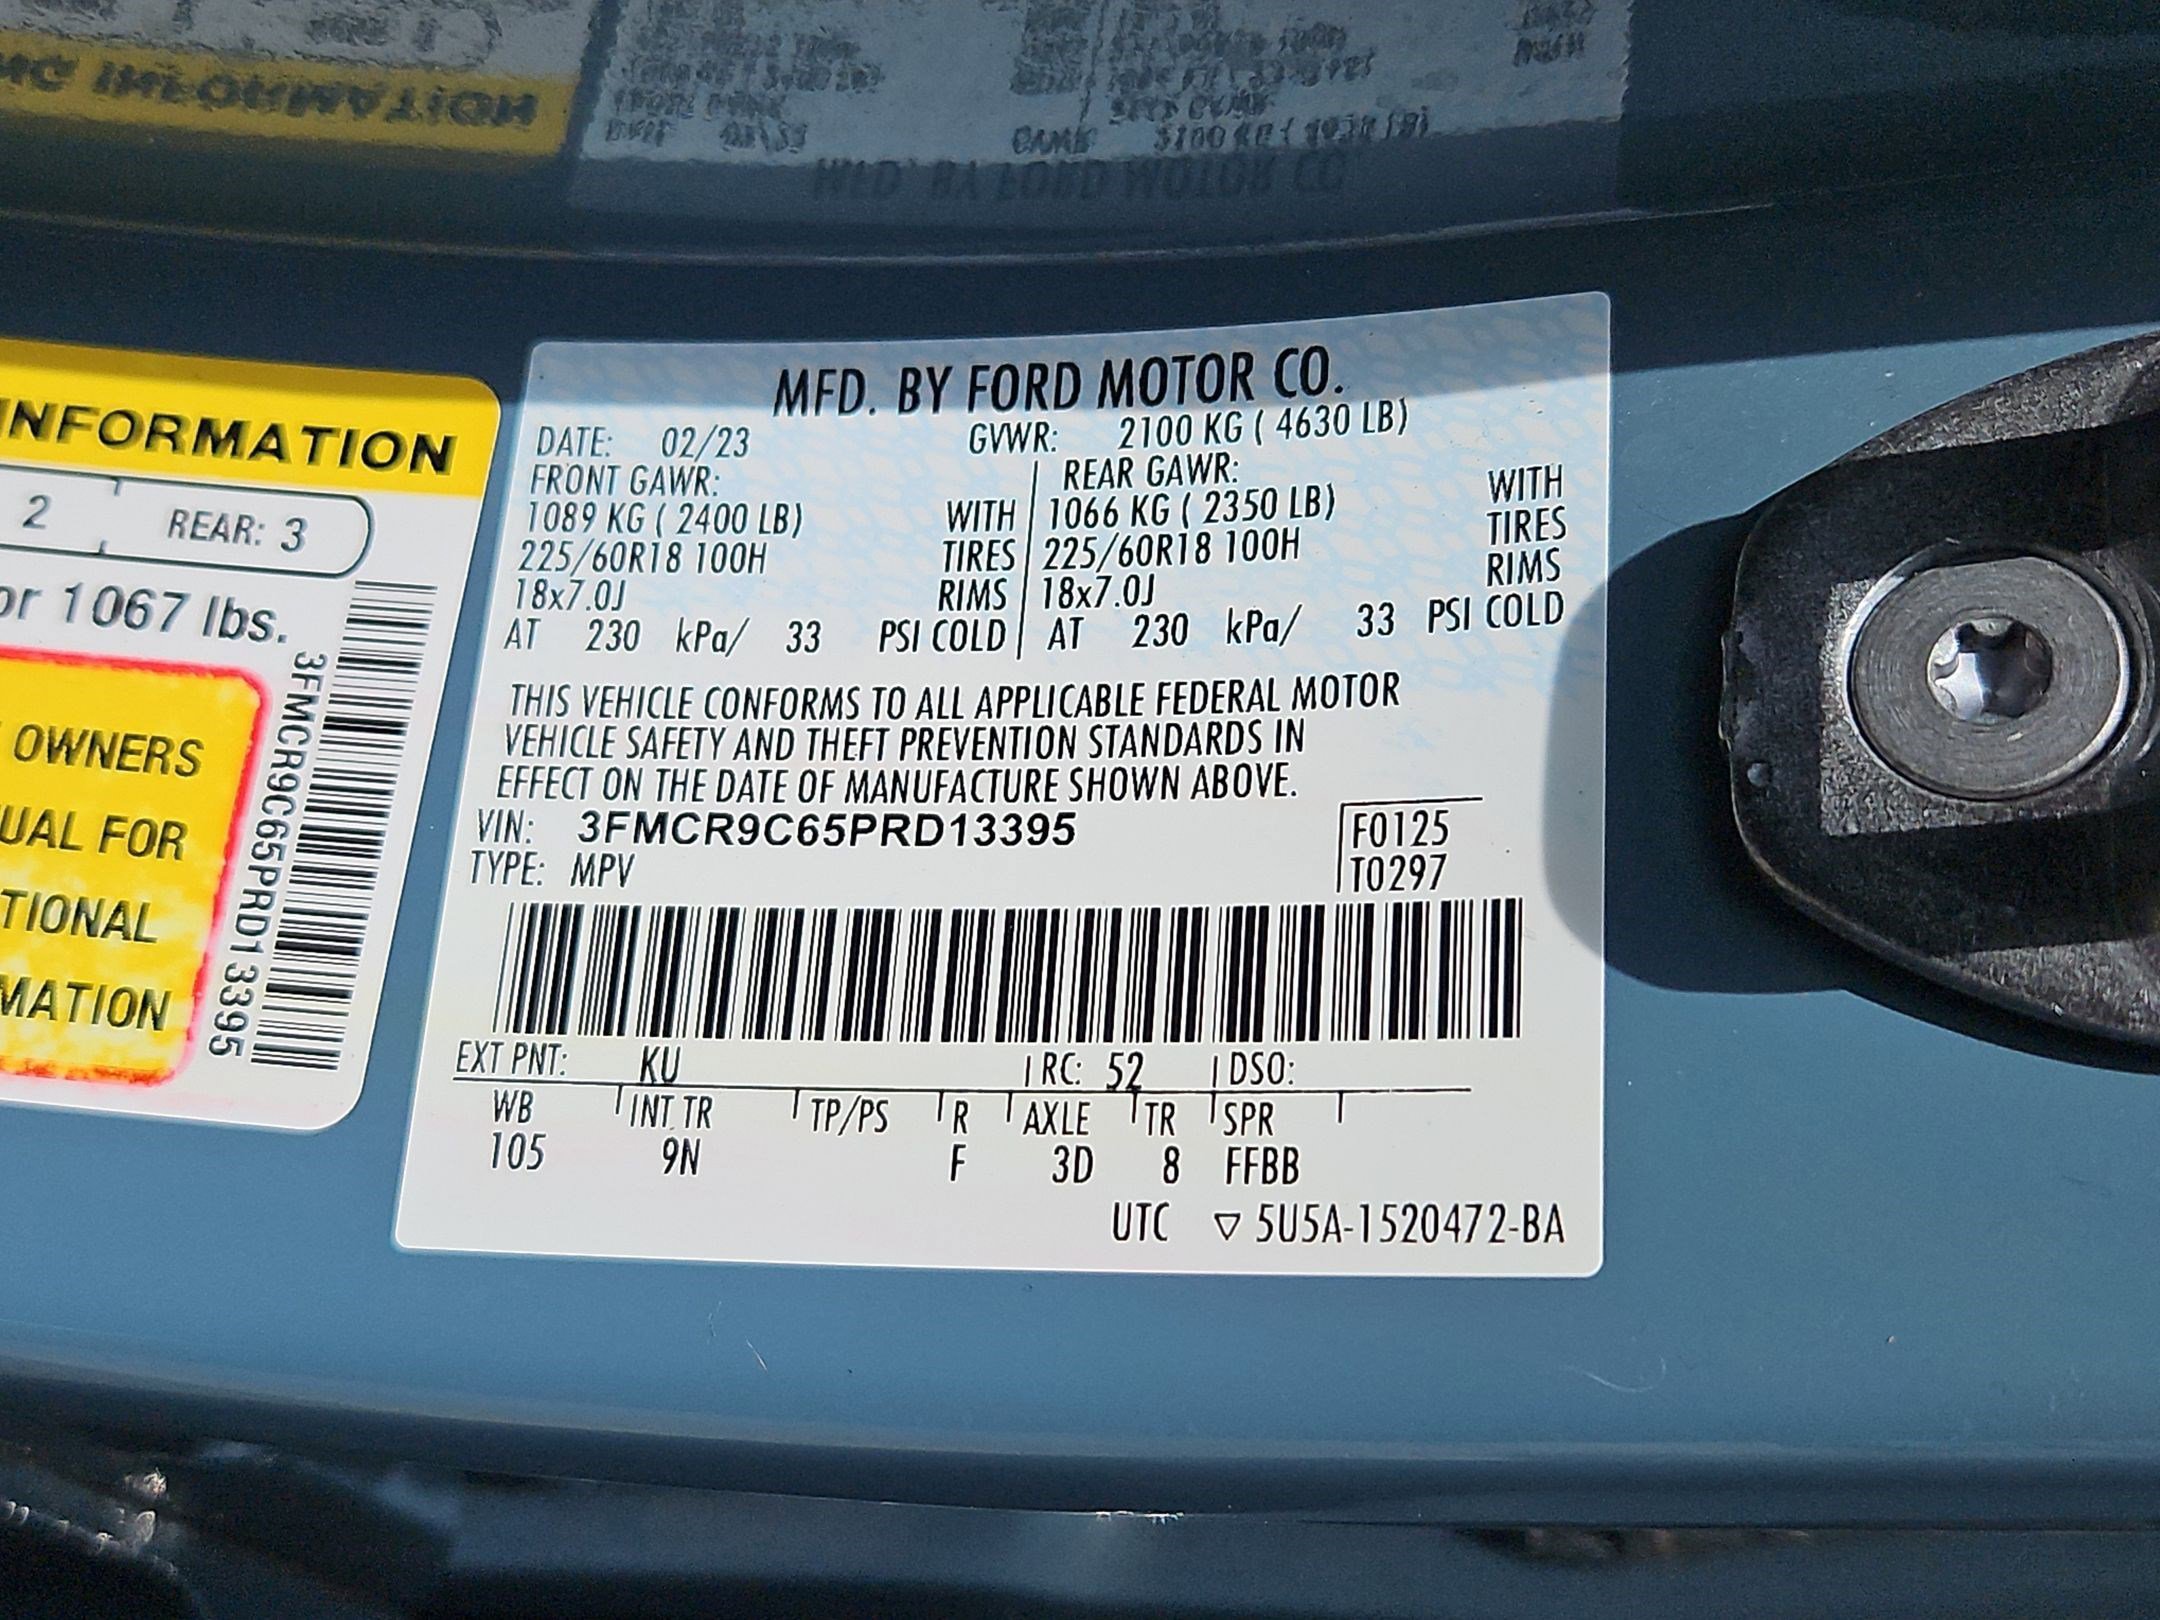 INFORMATION
2 REAR: 3
or 1067 lbs.
OWNERS
UAL FOR
TIONAL
MATION
3FMCR9C65PRD13395
MFD. BY FORD MOTOR CO.
DATE: 02/23 GVWR: 2100 KG ( 4630 LB)
FRONT GAWR: REAR GAWR:
1089 KG ( 2400 LB) WITH 1066 KG ( 2350 LB) WITH
225/60R18 100H TIRES 225/60R18 100H TIRES
18x7.0J RIMS 18x7.0J RIMS
AT 230 kPa/ 33 PSI COLD AT 230 kPa/ 33 PSI COLD
THIS VEHICLE CONFORMS TO ALL APPLICABLE FEDERAL MOTOR
VEHICLE SAFETY AND THEFT PREVENTION STANDARDS IN
EFFECT ON THE DATE OF MANUFACTURE SHOWN ABOVE.
VIN: 3FMCR9C65PRD13395 F0125
TYPE: MPV T0297
EXT PNT: KU RC: 52 DSO:
WB INT TR TP/PS R AXLE TR SPR
105 9N F 3D 8 FFBB
UTC ▽ 5U5A-1520472-BA